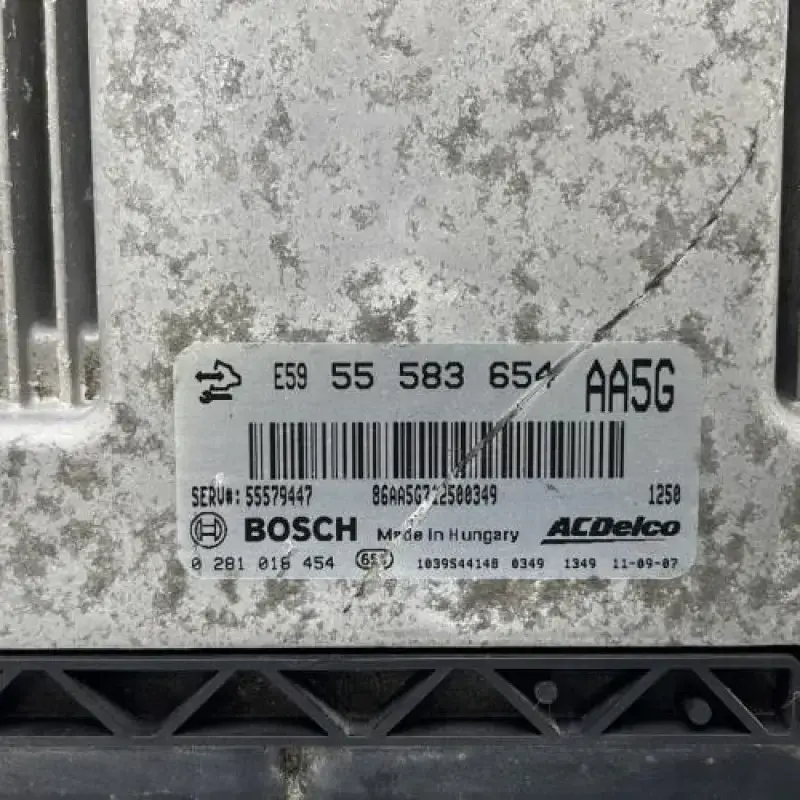 E59 55 583 654 AA5G
SERV#: 55579447 86AA5G712500349 1250
BOSCH Made in Hungary ACDelco
0 281 018 454 1039S44148 0349 1349 11-09-07